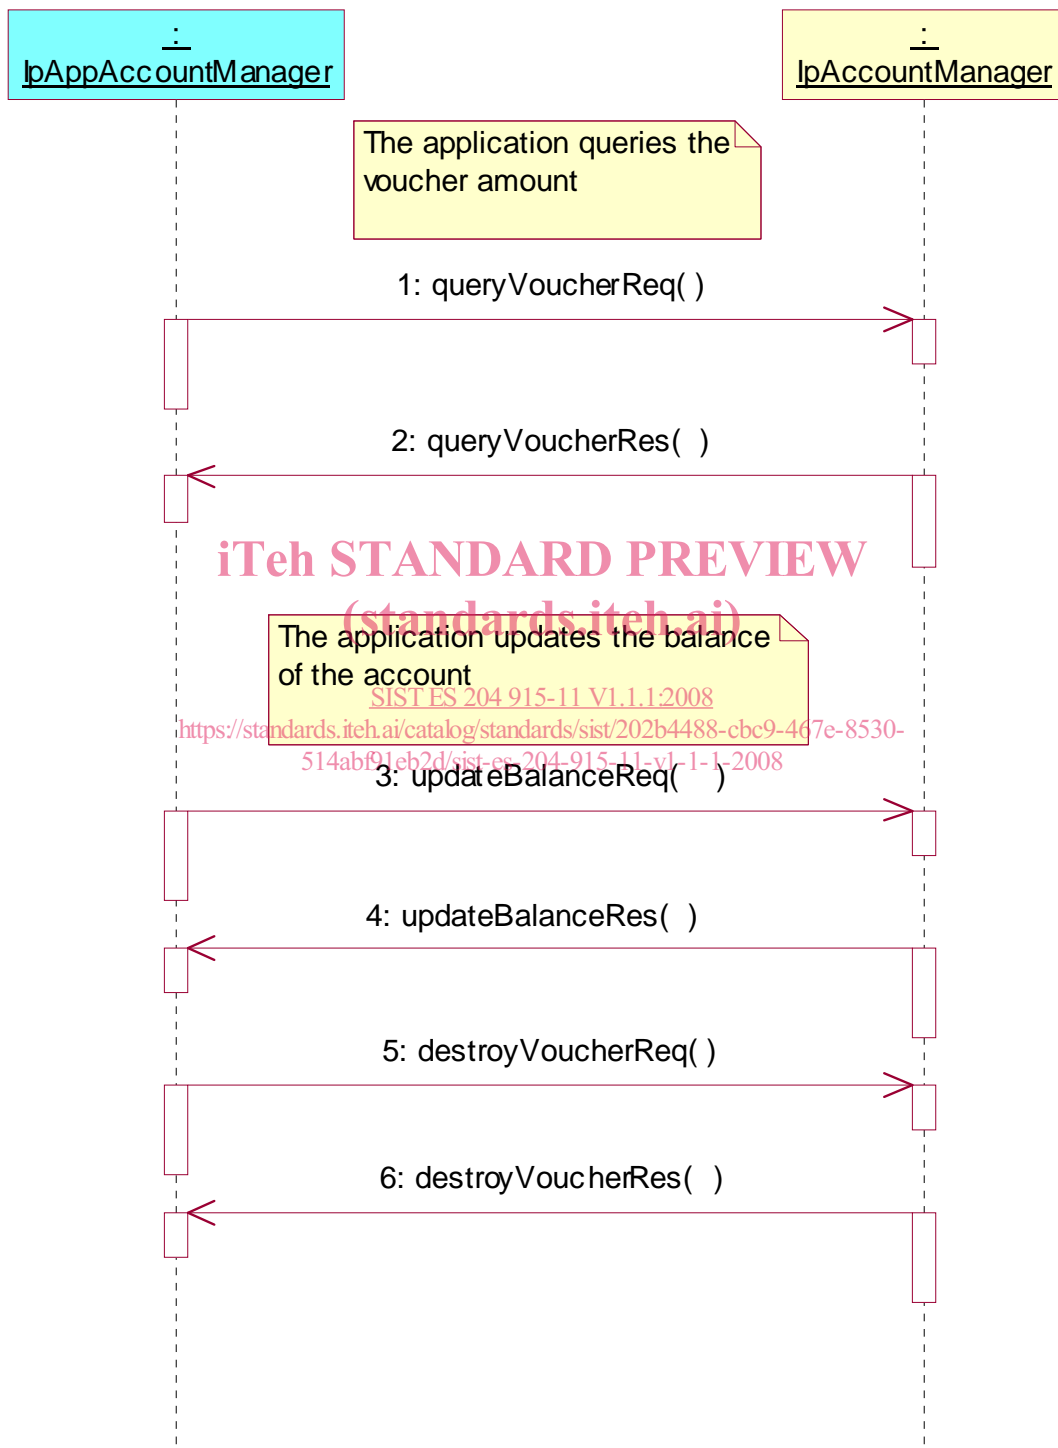 :
IpAppAccountManager
:
IpAccountManager
The application queries the
voucher amount
1: queryVoucherReq( )
2: queryVoucherRes(  )
iTeh STANDARD PREVIEW
(standards.iteh.ai)
The application updates the balance
of the account
SIST ES 204 915-11 V1.1.1:2008
https://standards.iteh.ai/catalog/standards/sist/202b4488-cbc9-467e-8530-
514abf91eb2d/sist-es-204-915-11-v1-1-1-2008
3: updateBalanceReq(    )
4: updateBalanceRes(  )
5: destroyVoucherReq( )
6: destroyVoucherRes(  )